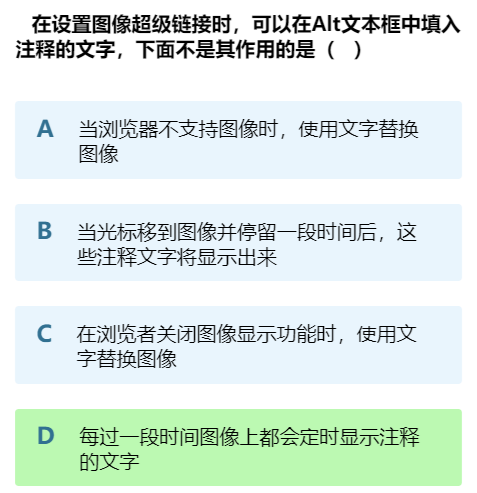 在设置图像超级链接时，可以在Alt文本框中填入
注释的文字，下面不是其作用的是（ ）
A 当浏览器不支持图像时，使用文字替换
图像
B 当光标移到图像并停留一段时间后，这
些注释文字将显示出来
C 在浏览者关闭图像显示功能时，使用文
字替换图像
D 每过一段时间图像上都会定时显示注释
的文字